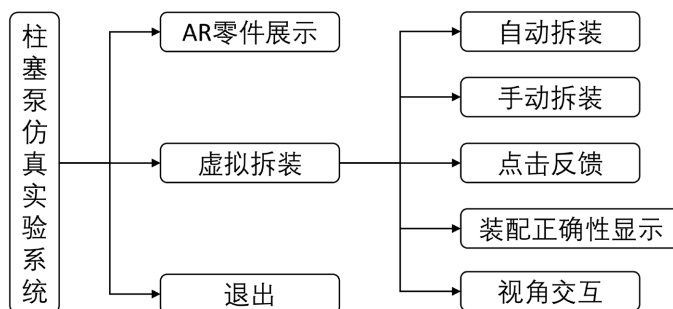 柱塞泵仿真实验系统
AR零件展示
虚拟拆装
退出
自动拆装
手动拆装
点击反馈
装配正确性显示
视角交互